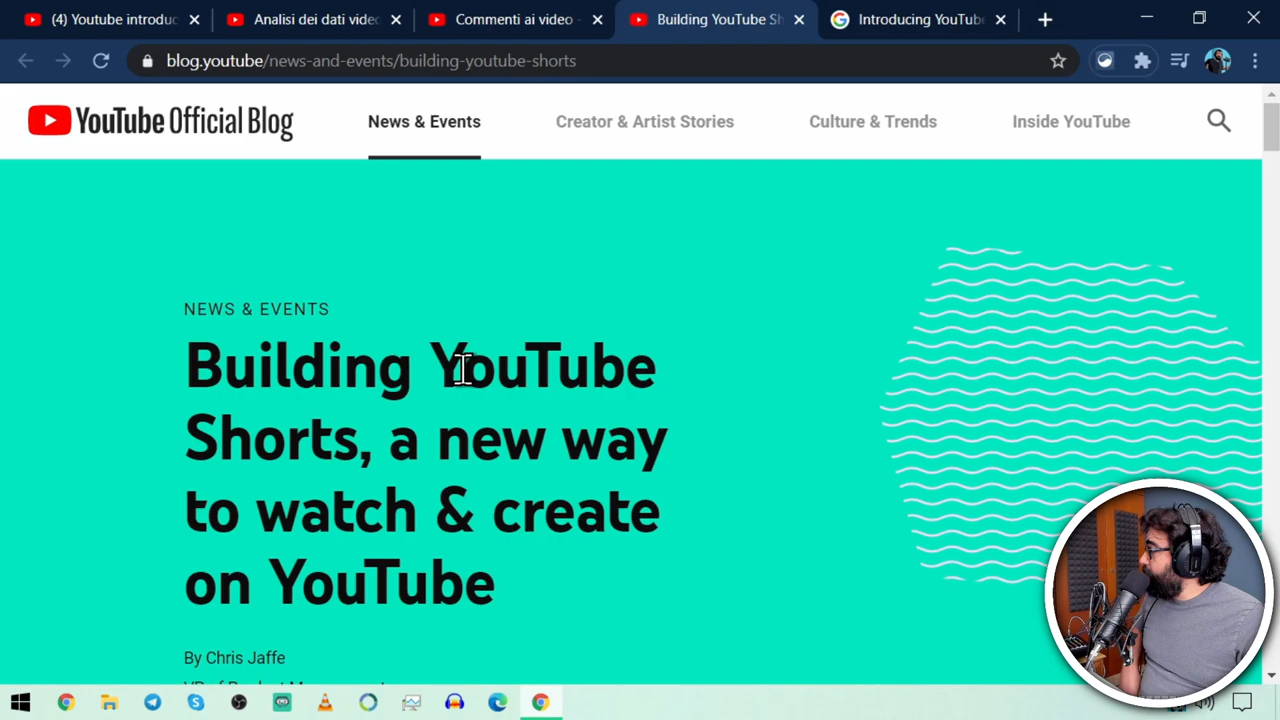 (4) Youtube introduc
Analisi dei dati video
Commenti ai video -
Building YouTube Sh
Introducing YouTube
blog.youtube/news-and-events/building-youtube-shorts
YouTube Official Blog
News & Events
Creator & Artist Stories
Culture & Trends
Inside YouTube
NEWS & EVENTS
Building YouTube
Shorts, a new way
to watch & create
on YouTube
By Chris Jaffe